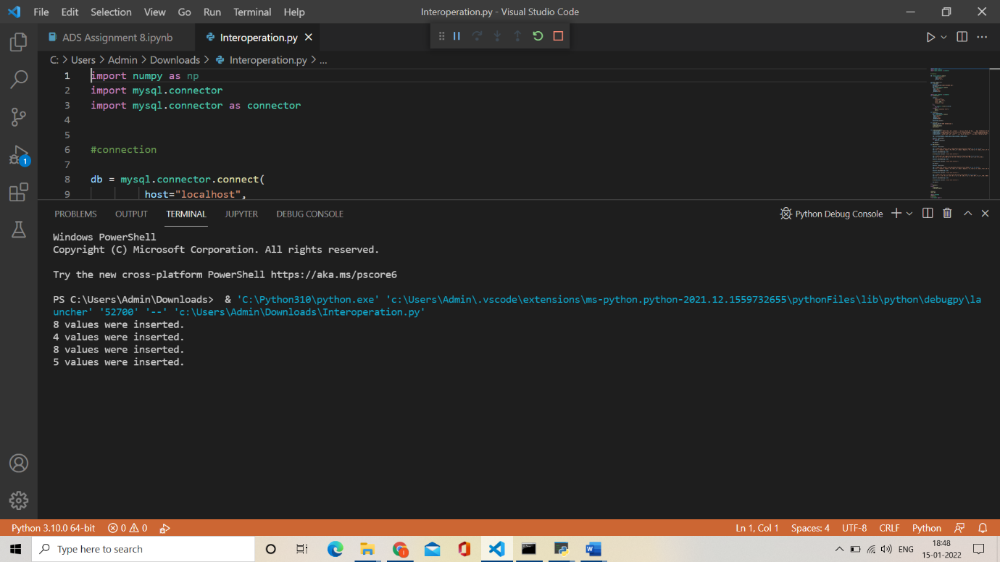 File Edit Selection View Go Run Terminal Help Interoperation.py - Visual Studio Code
ADS Assignment 8.ipynb Interoperation.py
C: > Users > Admin > Downloads > Interoperation.py > ...
1 import numpy as np
2 import mysql.connector
3 import mysql.connector as connector
4
5
6 #connection
7
8 db = mysql.connector.connect(
9 host="localhost",
1
PROBLEMS OUTPUT TERMINAL JUPYTER DEBUG CONSOLE Python Debug Console
Windows PowerShell
Copyright (C) Microsoft Corporation. All rights reserved.
Try the new cross-platform PowerShell https://aka.ms/pscore6
PS C:\Users\Admin\Downloads> & 'C:\Python310\python.exe' 'c:\Users\Admin\.vscode\extensions\ms-python.python-2021.12.1559732655\pythonFiles\lib\python\debugpy\la
uncher' '52700' '--' 'c:\Users\Admin\Downloads\Interoperation.py'
8 values were inserted.
4 values were inserted.
8 values were inserted.
5 values were inserted.
Python 3.10.0 64-bit 0 0 Ln 1, Col 1 Spaces: 4 UTF-8 CRLF Python
Type here to search ENG 18:48
15-01-2022